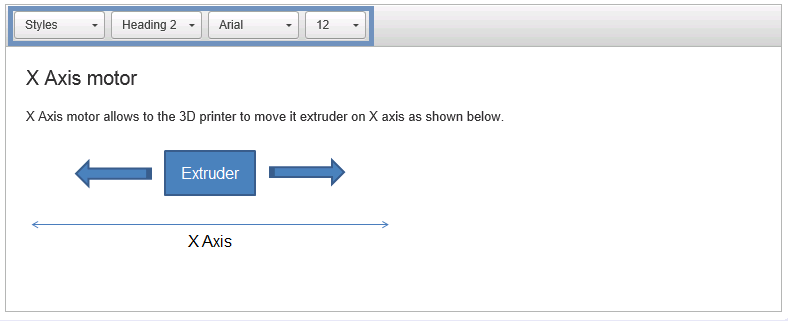 Styles Heading 2 Arial 12
X Axis motor
X Axis motor allows to the 3D printer to move it extruder on X axis as shown below.
Extruder
X Axis